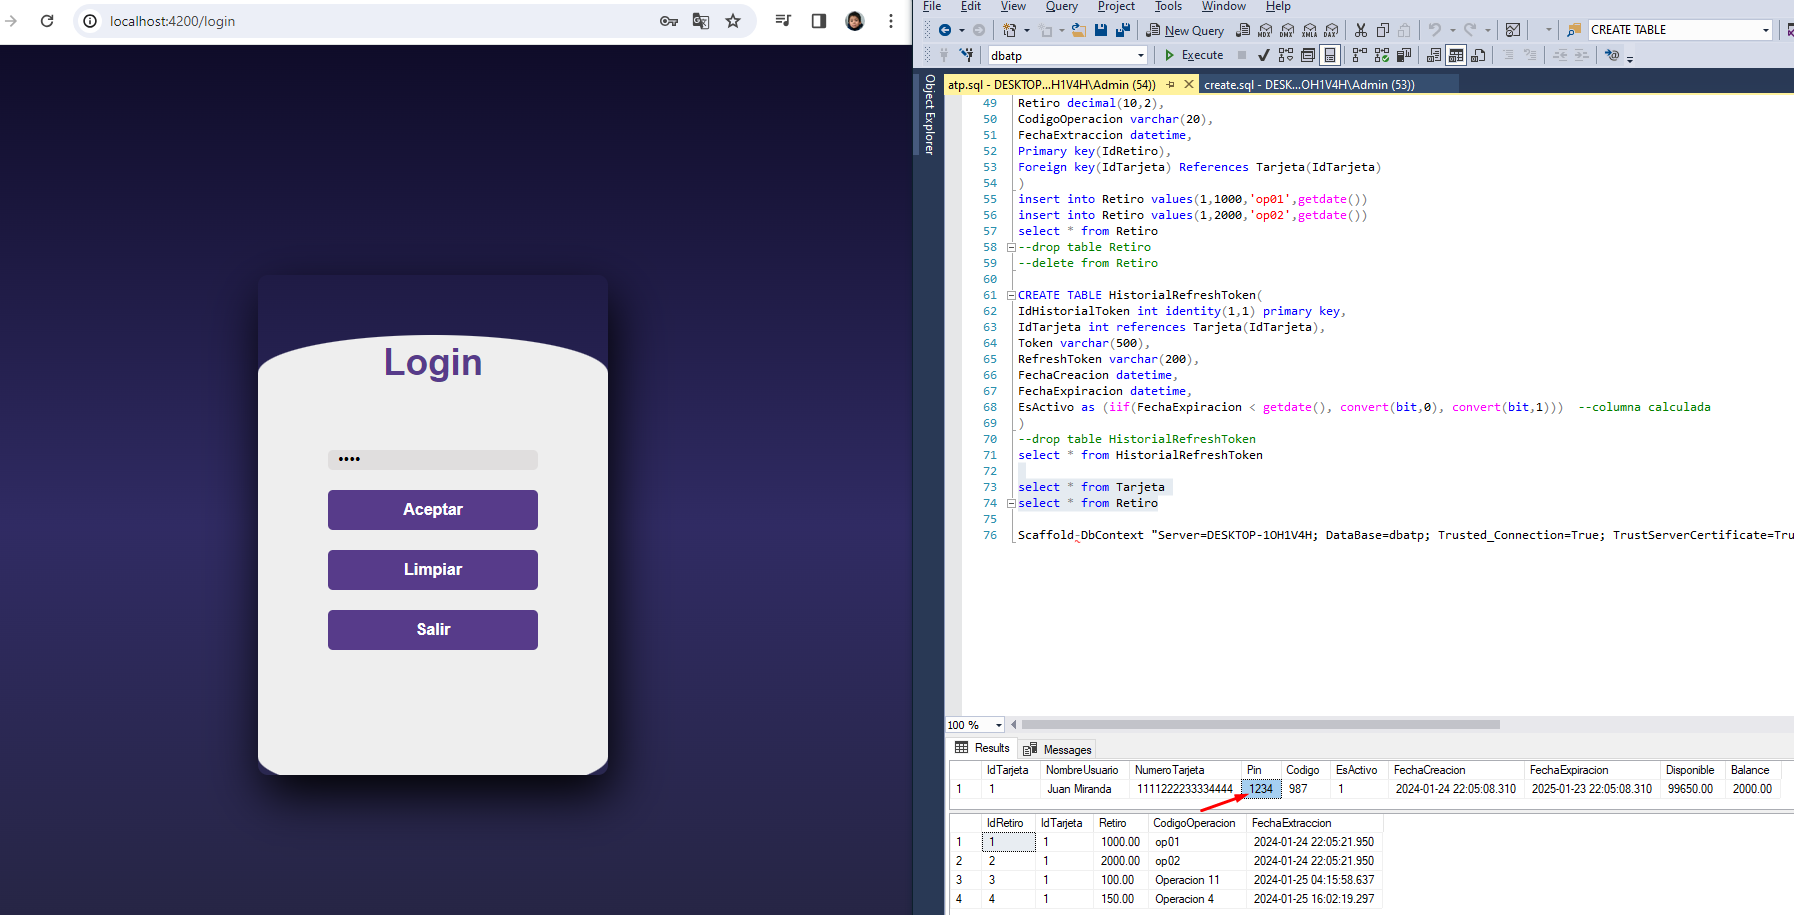 localhost:4200/login
Login
••••
Aceptar
Limpiar
Salir
File Edit View Query Project Tools Window Help
New Query
CREATE TABLE
dbatp
Execute
Object Explorer
atp.sql - DESKTOP...H1V4H\Admin (54))
create.sql - DESK...OH1V4H\Admin (53))
49 Retiro decimal(10,2),
50 CodigoOperacion varchar(20),
51 FechaExtraccion datetime,
52 Primary key(IdRetiro),
53 Foreign key(IdTarjeta) References Tarjeta(IdTarjeta)
54 )
55 insert into Retiro values(1,1000,'op01',getdate())
56 insert into Retiro values(1,2000,'op02',getdate())
57 select * from Retiro
58 --drop table Retiro
59 --delete from Retiro
60
61 CREATE TABLE HistorialRefreshToken(
62 IdHistorialToken int identity(1,1) primary key,
63 IdTarjeta int references Tarjeta(IdTarjeta),
64 Token varchar(500),
65 RefreshToken varchar(200),
66 FechaCreacion datetime,
67 FechaExpiracion datetime,
68 EsActivo as (iif(FechaExpiracion < getdate(), convert(bit,0), convert(bit,1))) --columna calculada
69 )
70 --drop table HistorialRefreshToken
71 select * from HistorialRefreshToken
72
73 select * from Tarjeta
74 select * from Retiro
75
76 Scaffold-DbContext "Server=DESKTOP-1OH1V4H; DataBase=dbatp; Trusted_Connection=True; TrustServerCertificate=Tru
100 %
Results Messages
IdTarjeta NombreUsuario NumeroTarjeta Pin Codigo EsActivo FechaCreacion FechaExpiracion Disponible Balance
1 1 Juan Miranda 1111222233334444 1234 987 1 2024-01-24 22:05:08.310 2025-01-23 22:05:08.310 99650.00 2000.00
IdRetiro IdTarjeta Retiro CodigoOperacion FechaExtraccion
1 1 1 1000.00 op01 2024-01-24 22:05:21.950
2 2 1 2000.00 op02 2024-01-24 22:05:21.950
3 3 1 100.00 Operacion 11 2024-01-25 04:15:58.637
4 4 1 150.00 Operacion 4 2024-01-25 16:02:19.297